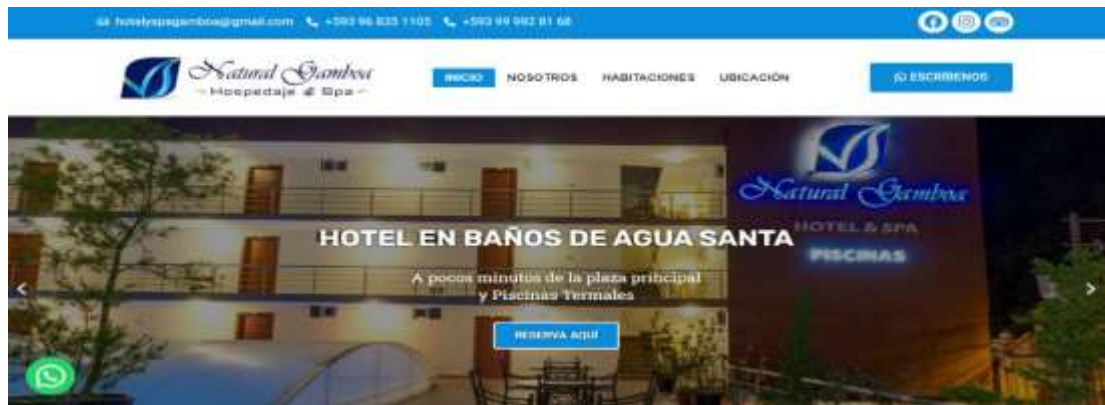 hotelyspagamboa@gmail.com +593 96 835 1105 +593 99 992 81 68
Natural Gamboa
Hospedaje & Spa
INICIO NOSOTROS HABITACIONES UBICACIÓN ESCRÍBENOS
Natural Gamboa
HOTEL & SPA
PISCINAS
HOTEL EN BAÑOS DE AGUA SANTA
A pocos minutos de la plaza principal
y Piscinas Termales
RESERVA AQUÍ